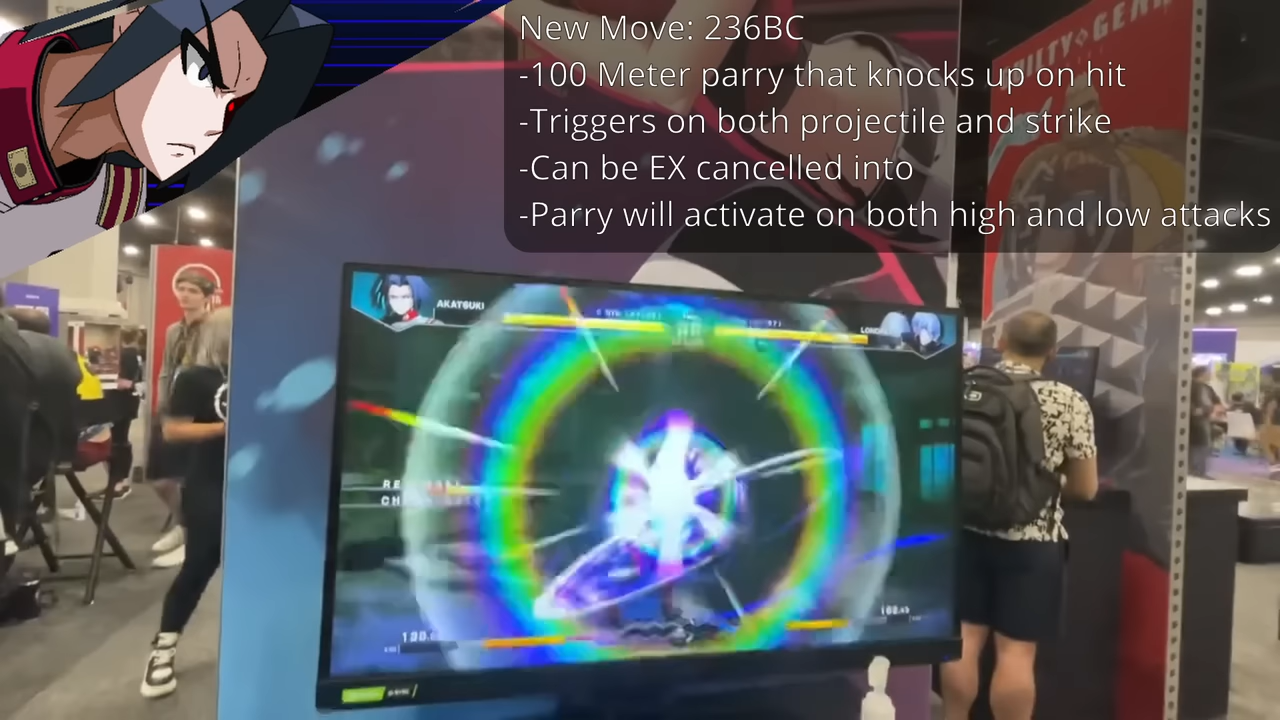 New Move: 236BC
-100 Meter parry that knocks up on hit
-Triggers on both projectile and strike
-Can be EX cancelled into
-Parry will activate on both high and low attacks
GUILTY GEAR
AKATSUKI